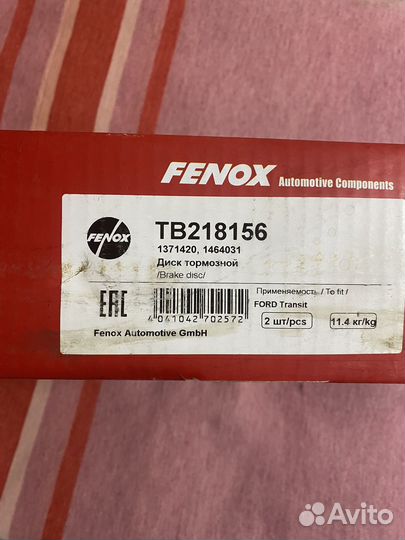 FENOX Automotive Components
FENOX
TB218156
1371420, 1464031
Диск тормозной
/Brake disc/
Применяемость / To fit /
FORD Transit
EAC
4 041042 702572
2 шт/pcs
11.4 кг/kg
Fenox Automotive GmbH
Avito